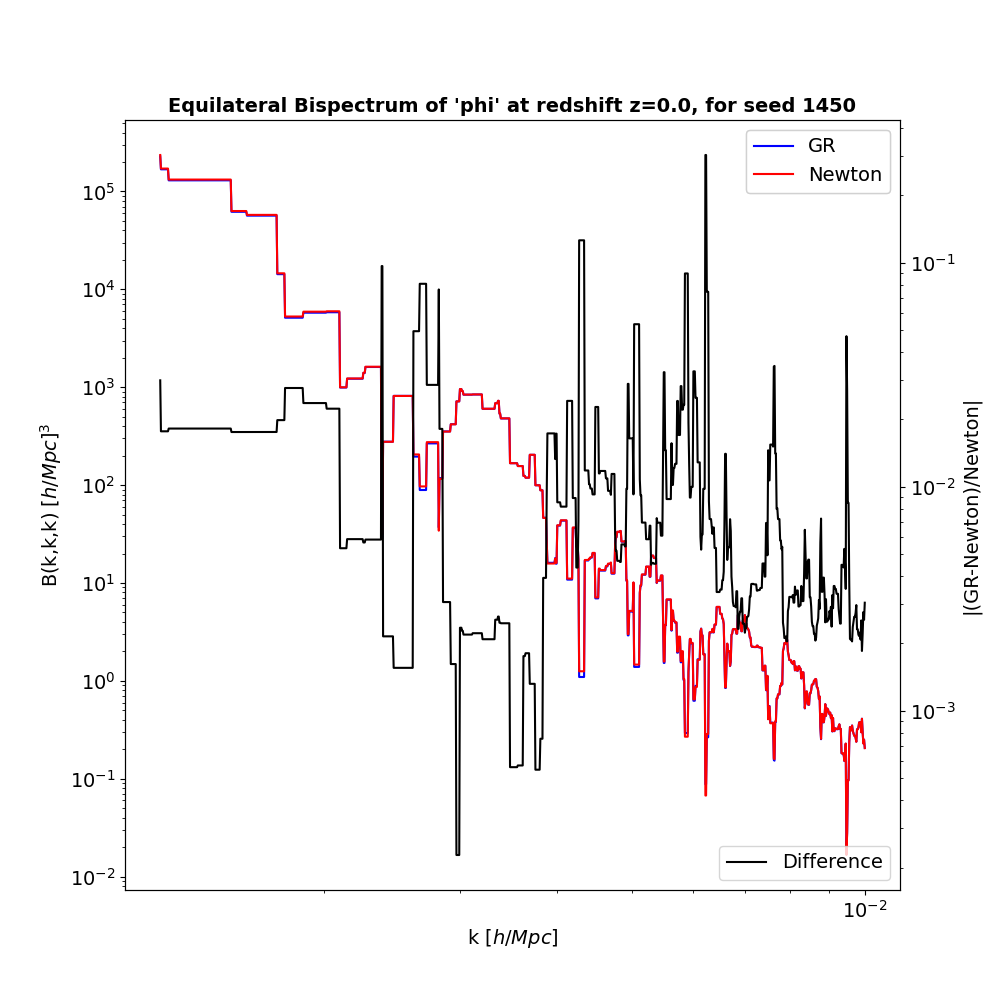 Equilateral Bispectrum of 'phi' at redshift z=0.0, for seed 1450
GR
Newton
10^5
10^4
10^3
10^2
10^1
10^0
10^-1
10^-2
B(k,k,k) [h/Mpc]^3
10^-1
10^-2
10^-3
|(GR-Newton)/Newton|
Difference
10^-2
k [h/Mpc]